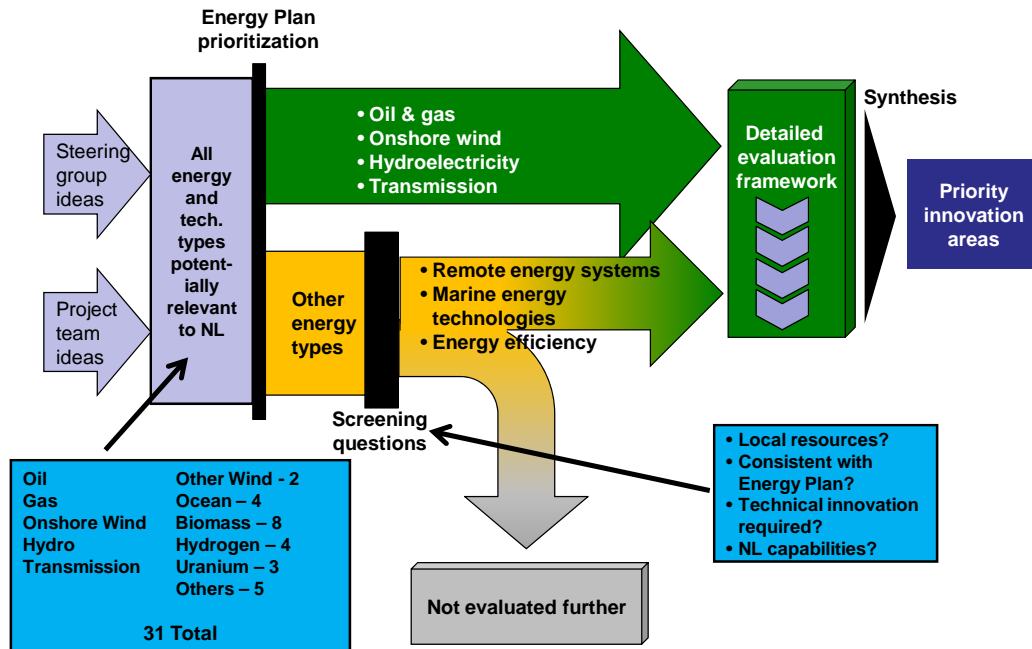 Energy Plan
prioritization
Steering
group
ideas
Project
team
ideas
All
energy
and
tech.
types
potent-
ially
relevant
to NL
• Oil & gas
• Onshore wind
• Hydroelectricity
• Transmission
Other
energy
types
• Remote energy systems
• Marine energy
technologies
• Energy efficiency
Screening
questions
Detailed
evaluation
framework
Synthesis
Priority
innovation
areas
Oil
Gas
Onshore Wind
Hydro
Transmission
Other Wind - 2
Ocean – 4
Biomass – 8
Hydrogen – 4
Uranium – 3
Others – 5
31 Total
• Local resources?
• Consistent with
Energy Plan?
• Technical innovation
required?
• NL capabilities?
Not evaluated further